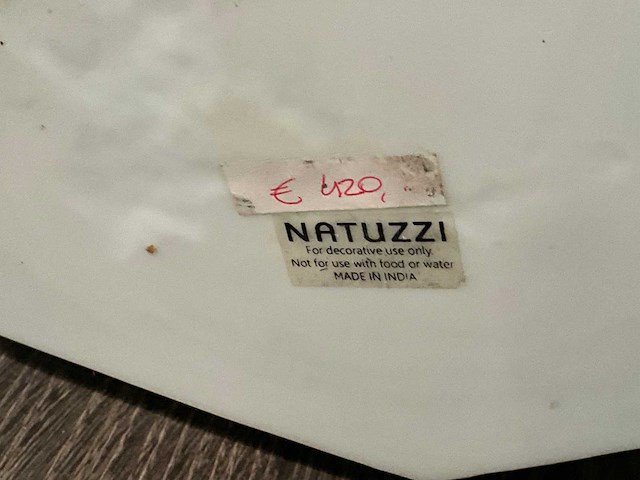 € 420,
NATUZZI
For decorative use only.
Not for use with food or water
MADE IN INDIA